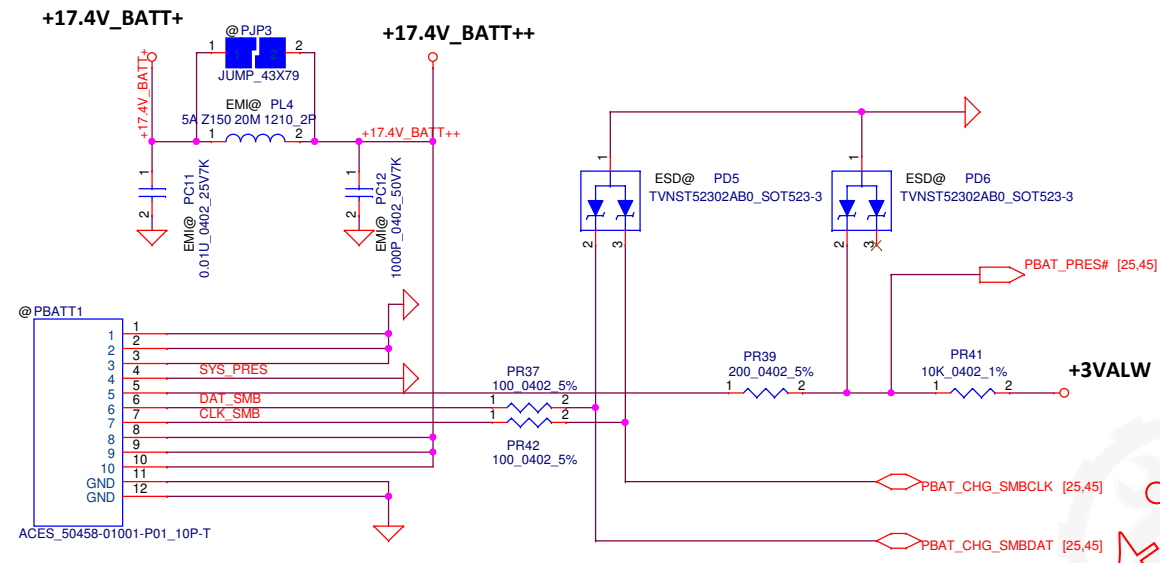 +17.4V_BATT+
@ PJP3
+17.4V_BATT++
1
2
1 2
JUMP_43X79
+17.4V_BATT+
EMI@ PL4
5A Z150 20M 1210_2P
1
2
+17.4V_BATT++
1
2
EMI@ PC11
0.01U_0402_25V7K
1
2
EMI@ PC12
1000P_0402_50V7K
1
ESD@ PD5
TVNST52302AB0_SOT523-3
2
3
1
ESD@ PD6
TVNST52302AB0_SOT523-3
2
3
PBAT_PRES# [25,45]
@ PBATT1
1 1
2 2
3 3
4 4 SYS_PRES
5 5
6 6 DAT_SMB
7 7 CLK_SMB
8 8
9 9
10 10
GND 11
GND 12
ACES_50458-01001-P01_10P-T
PR37
100_0402_5%
1 2
1 2
PR42
100_0402_5%
PR39
200_0402_5%
1 2
PR41
10K_0402_1%
1 2
+3VALW
PBAT_CHG_SMBCLK [25,45]
PBAT_CHG_SMBDAT [25,45]